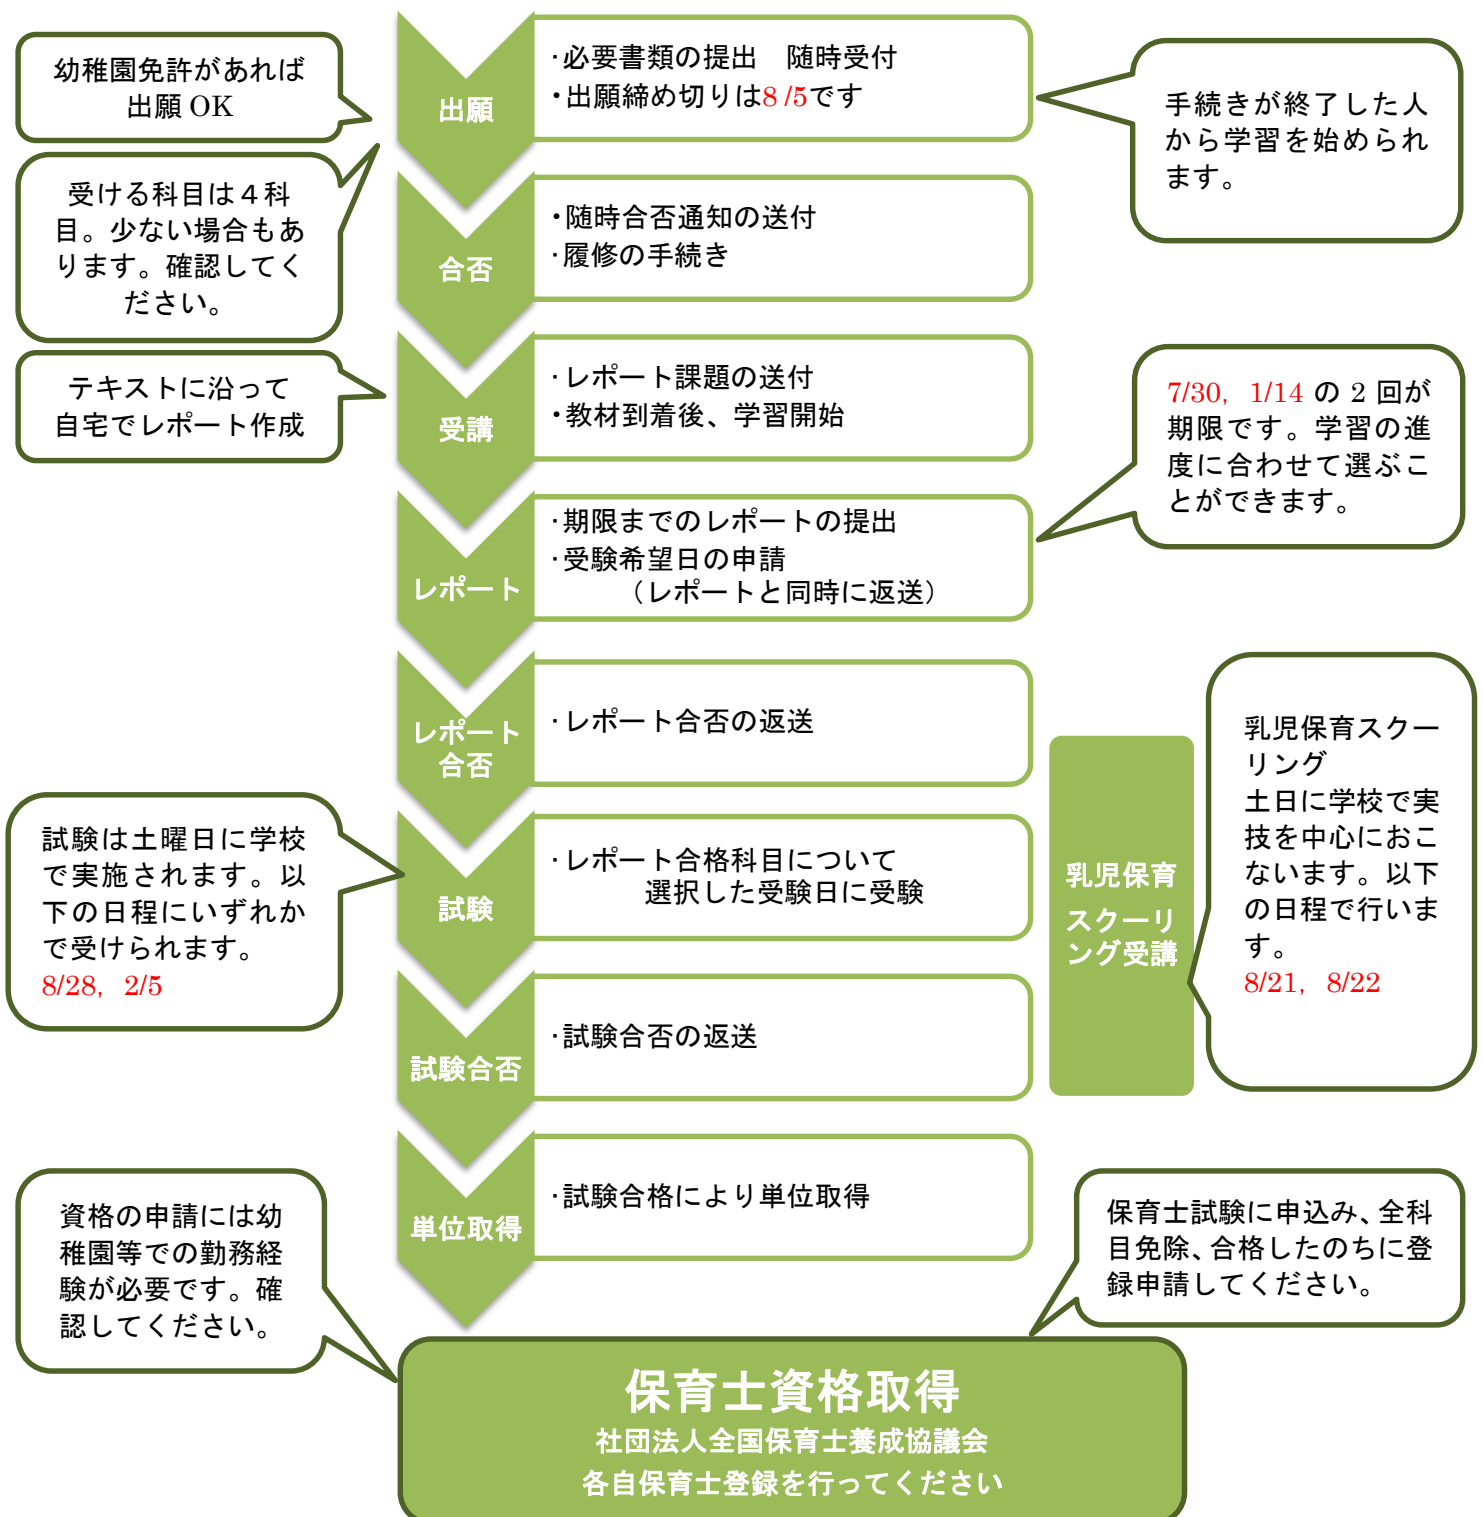 幼稚園免許があれば
出願 OK
出願
・必要書類の提出　随時受付
・出願締め切りは8/5です
手続きが終了した人
から学習を始められ
ます。
受ける科目は４科
目。少ない場合もあ
ります。確認してく
ださい。
合否
・随時合否通知の送付
・履修の手続き
テキストに沿って
自宅でレポート作成
受講
・レポート課題の送付
・教材到着後、学習開始
7/30, 1/14 の 2 回が
期限です。学習の進
度に合わせて選ぶこ
とができます。
レポート
・期限までのレポートの提出
・受験希望日の申請
（レポートと同時に返送）
レポート
合否
・レポート合否の返送
乳児保育
スクーリ
ング受講
乳児保育スクー
リング
土日に学校で実
技を中心におこ
ないます。以下
の日程で行いま
す。
8/21, 8/22
試験は土曜日に学校
で実施されます。以
下の日程にいずれか
で受けられます。
8/28, 2/5
試験
・レポート合格科目について
選択した受験日に受験
試験合否
・試験合否の返送
単位取得
・試験合格により単位取得
資格の申請には幼
稚園等での勤務経
験が必要です。確
認してください。
保育士試験に申込み、全科
目免除、合格したのちに登
録申請してください。
保育士資格取得
社団法人全国保育士養成協議会
各自保育士登録を行ってください